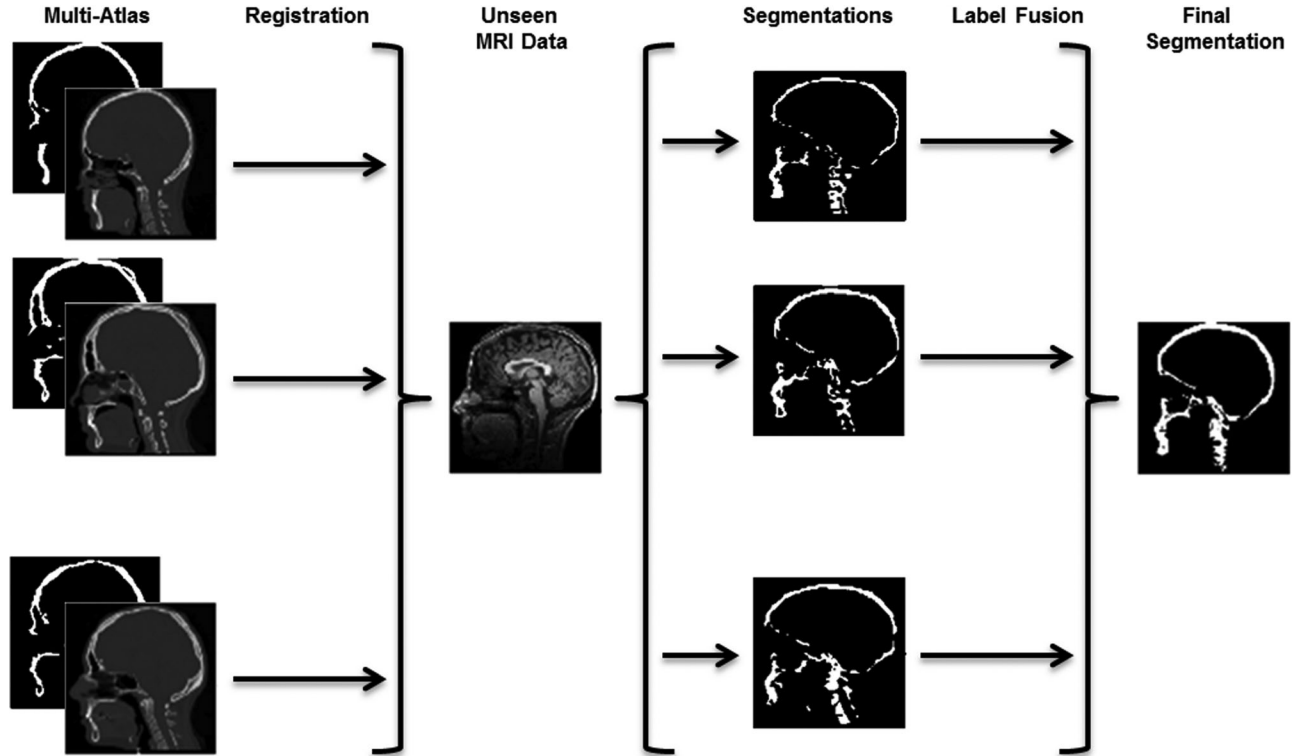 Multi-Atlas
Registration
Unseen
MRI Data
Segmentations
Label Fusion
Final
Segmentation